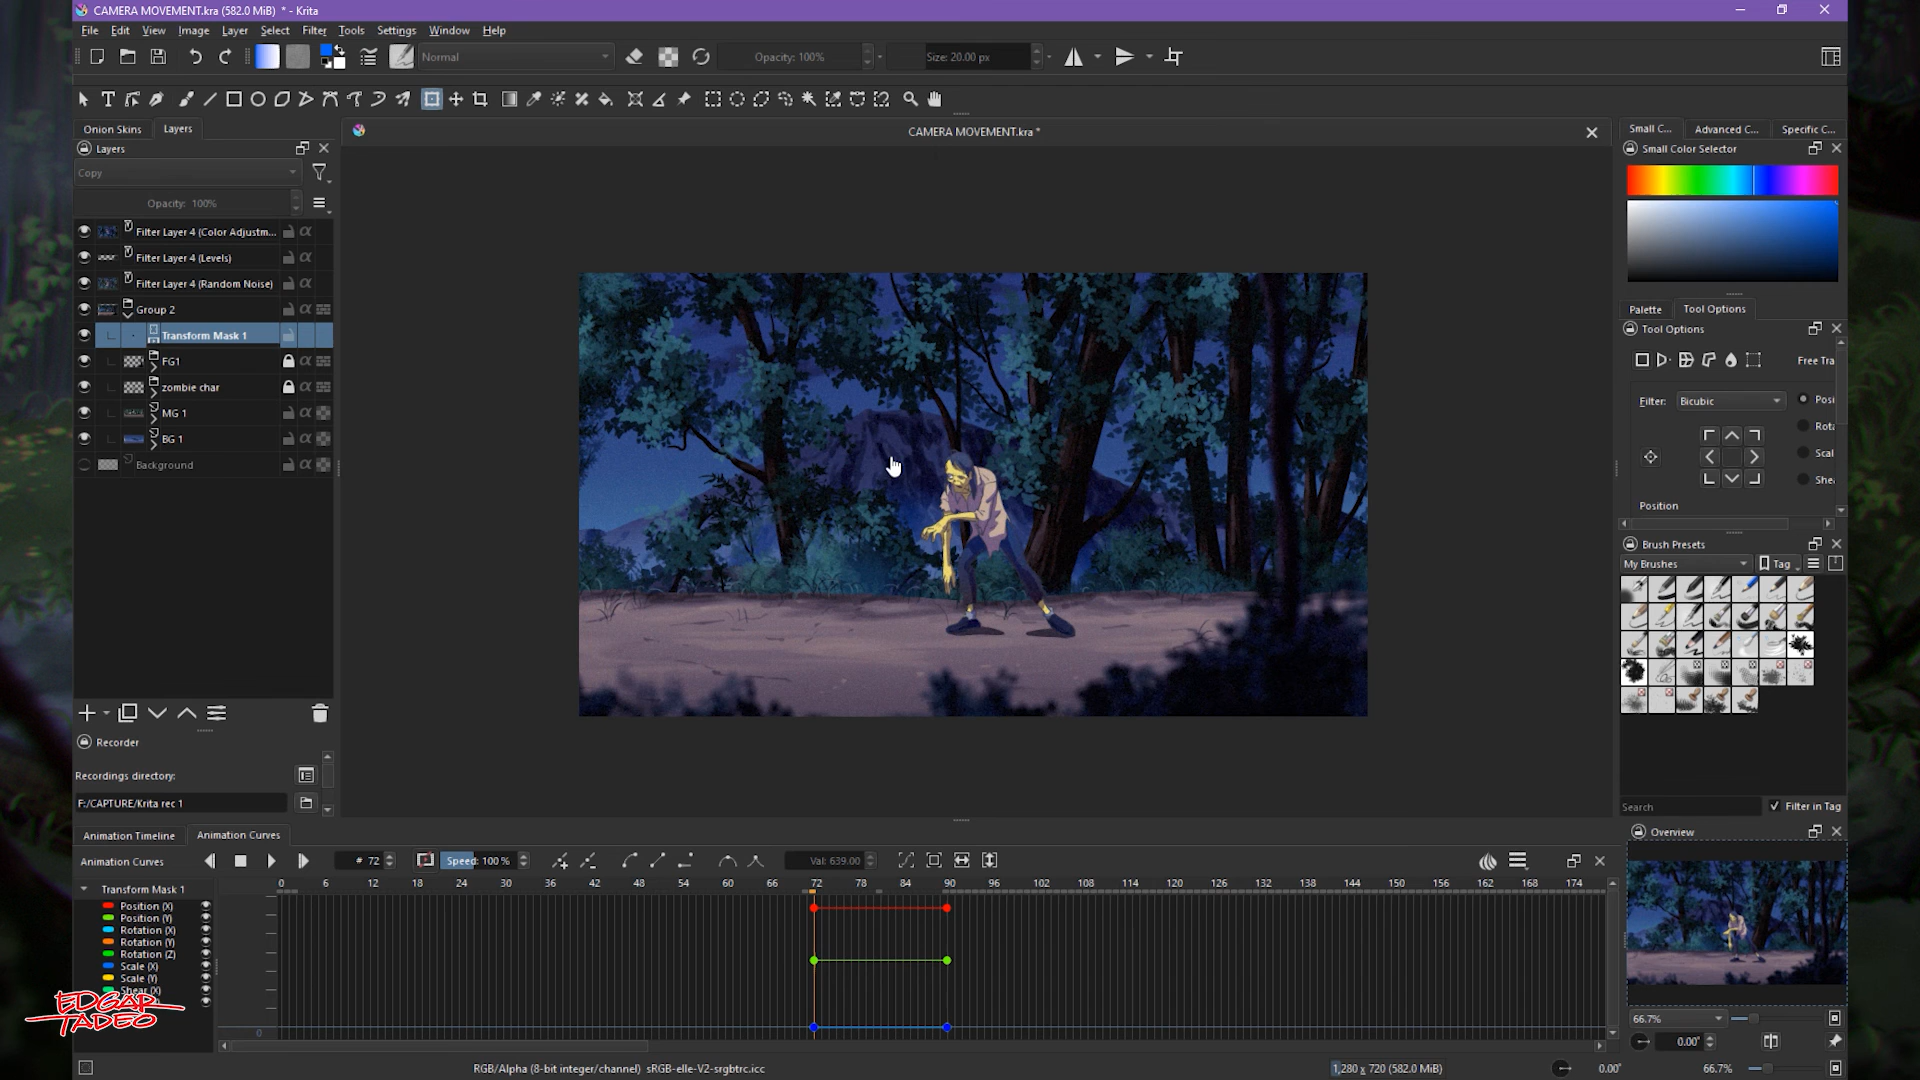 CAMERA MOVEMENT.kra (582.0 MiB) * - Krita
File Edit View Image Layer Select Filter Tools Settings Window Help
Normal
Opacity: 100%
Size: 20.00 px
Onion Skins Layers
CAMERA MOVEMENT.kra *
Small C... Advanced C... Specific C...
Layers
Small Color Selector
Copy
Opacity: 100%
Filter Layer 4 (Color Adjustm...
Filter Layer 4 (Levels)
Filter Layer 4 (Random Noise)
Group 2
Transform Mask 1
FG1
zombie char
MG 1
BG 1
Background
Palette Tool Options
Tool Options
Free Tra
Filter: Bicubic
Posi
Rota
Scal
She
Position
Brush Presets
My Brushes
Tag
Search
Filter in Tag
Recorder
Recordings directory:
F:/CAPTURE/Krita rec 1
Animation Timeline Animation Curves
Overview
Animation Curves
# 72
Speed: 100%
Val: 639.00
Transform Mask 1
0 6 12 18 24 30 36 42 48 54 60 66 72 78 84 90 96 102 108 114 120 126 132 138 144 150 156 162 168 174
Position (X)
Position (Y)
Rotation (X)
Rotation (Y)
Rotation (Z)
Scale (X)
Scale (Y)
Shear (X)
EDGAR
TADEO
0
66.7%
0.00°
RGB/Alpha (8-bit integer/channel) sRGB-elle-V2-srgbtrc.icc
1,280 x 720 (582.0 MiB)
0.00°
66.7%